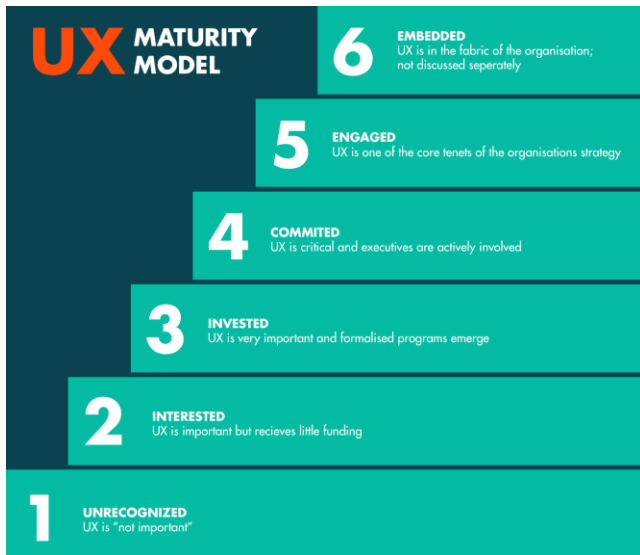 UX MATURITY
MODEL
6 EMBEDDED
UX is in the fabric of the organisation;
not discussed seperately
5 ENGAGED
UX is one of the core tenets of the organisations strategy
4 COMMITED
UX is critical and executives are actively involved
3 INVESTED
UX is very important and formalised programs emerge
2 INTERESTED
UX is important but recieves little funding
1 UNRECOGNIZED
UX is "not important"